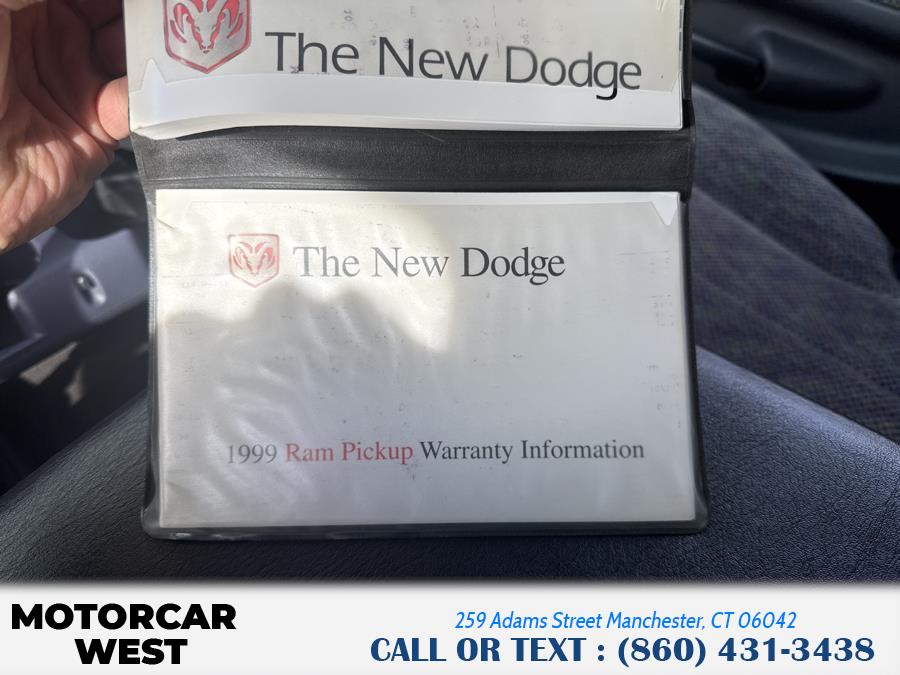 The New Dodge
The New Dodge
1999 Ram Pickup Warranty Information
MOTORCAR
WEST
259 Adams Street Manchester, CT 06042
CALL OR TEXT : (860) 431-3438